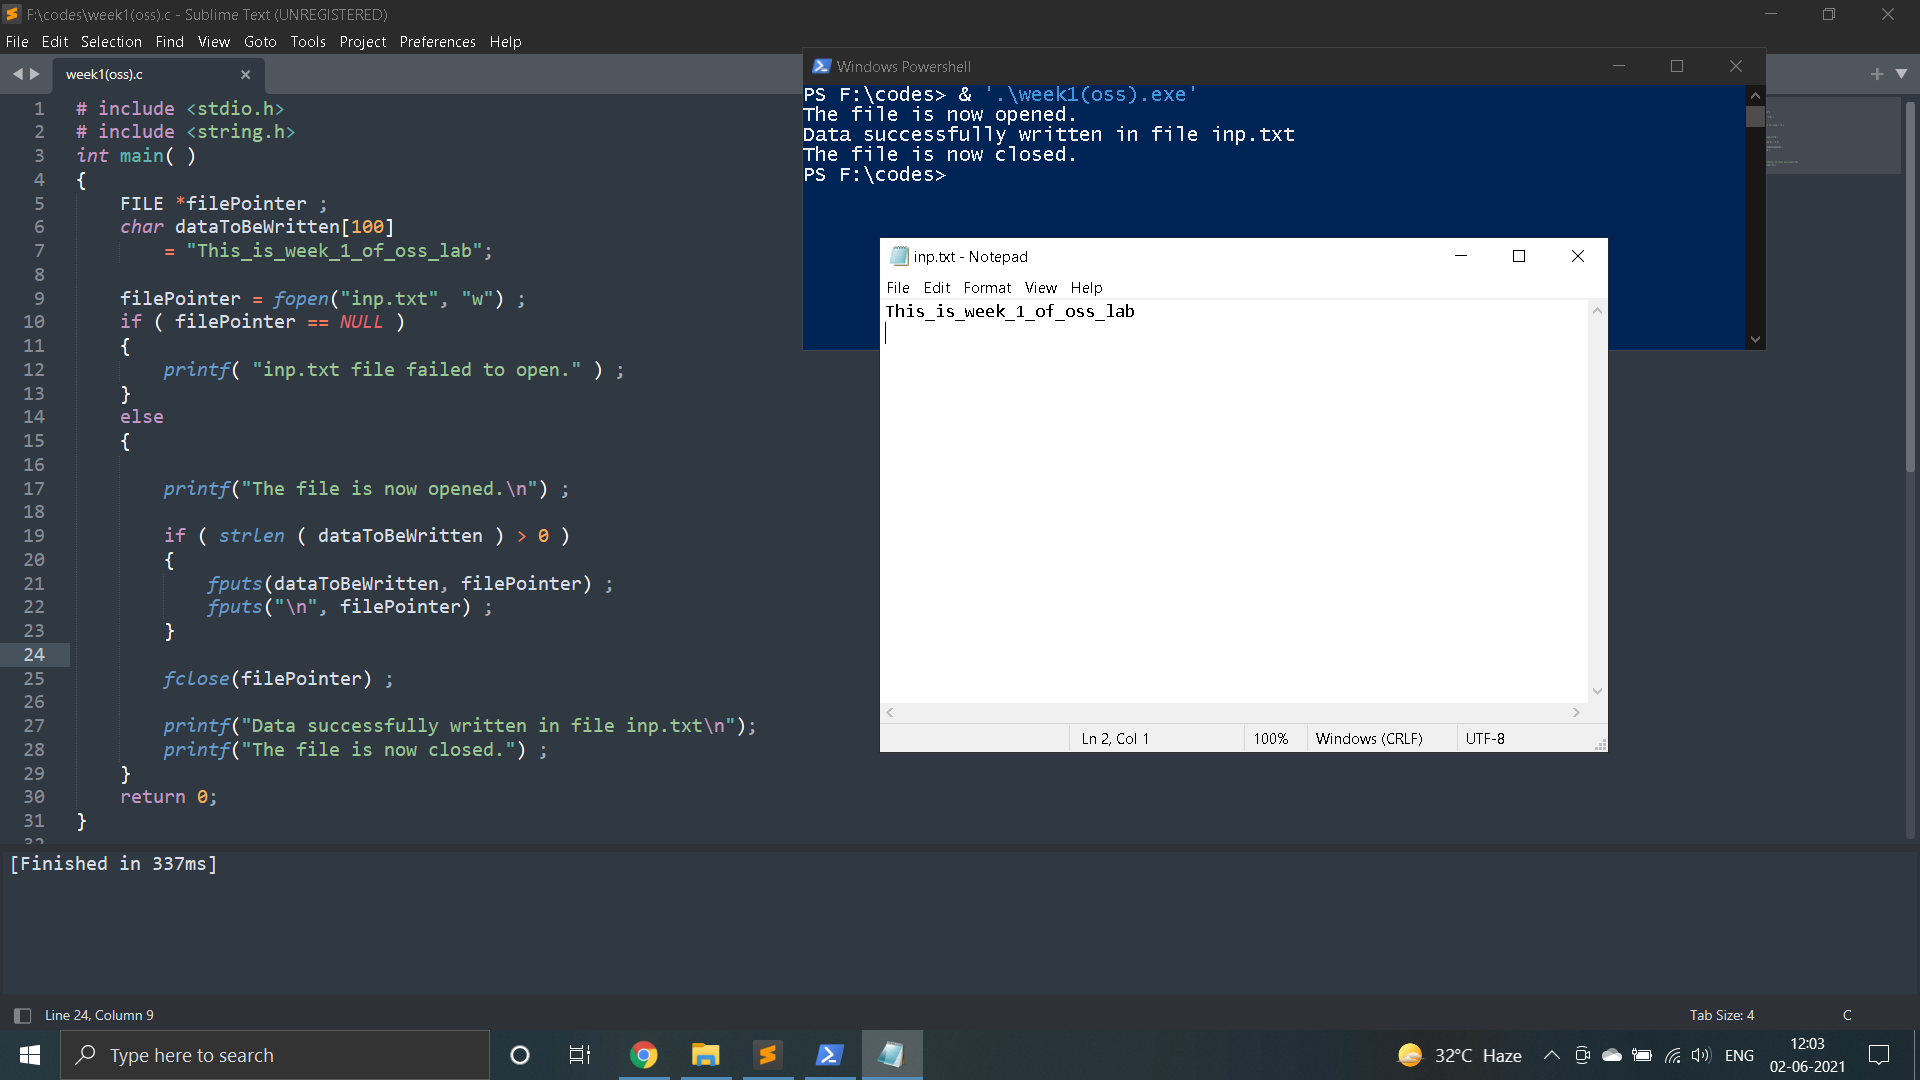 F:\codes\week1(oss).c - Sublime Text (UNREGISTERED)
File Edit Selection Find View Goto Tools Project Preferences Help
week1(oss).c
1 # include <stdio.h>
2 # include <string.h>
3 int main( )
4 {
5 FILE *filePointer ;
6 char dataToBeWritten[100]
7 = "This_is_week_1_of_oss_lab";
8
9 filePointer = fopen("inp.txt", "w") ;
10 if ( filePointer == NULL )
11 {
12 printf( "inp.txt file failed to open." ) ;
13 }
14 else
15 {
16
17 printf("The file is now opened.\n") ;
18
19 if ( strlen ( dataToBeWritten ) > 0 )
20 {
21 fputs(dataToBeWritten, filePointer) ;
22 fputs("\n", filePointer) ;
23 }
24
25 fclose(filePointer) ;
26
27 printf("Data successfully written in file inp.txt\n");
28 printf("The file is now closed.") ;
29 }
30 return 0;
31 }
32
Windows Powershell
PS F:\codes> & '.\week1(oss).exe'
The file is now opened.
Data successfully written in file inp.txt
The file is now closed.
PS F:\codes>
inp.txt - Notepad
File Edit Format View Help
This_is_week_1_of_oss_lab
Ln 2, Col 1 100% Windows (CRLF) UTF-8
[Finished in 337ms]
Line 24, Column 9 Tab Size: 4 C
Type here to search
32°C Haze ENG 12:03
02-06-2021